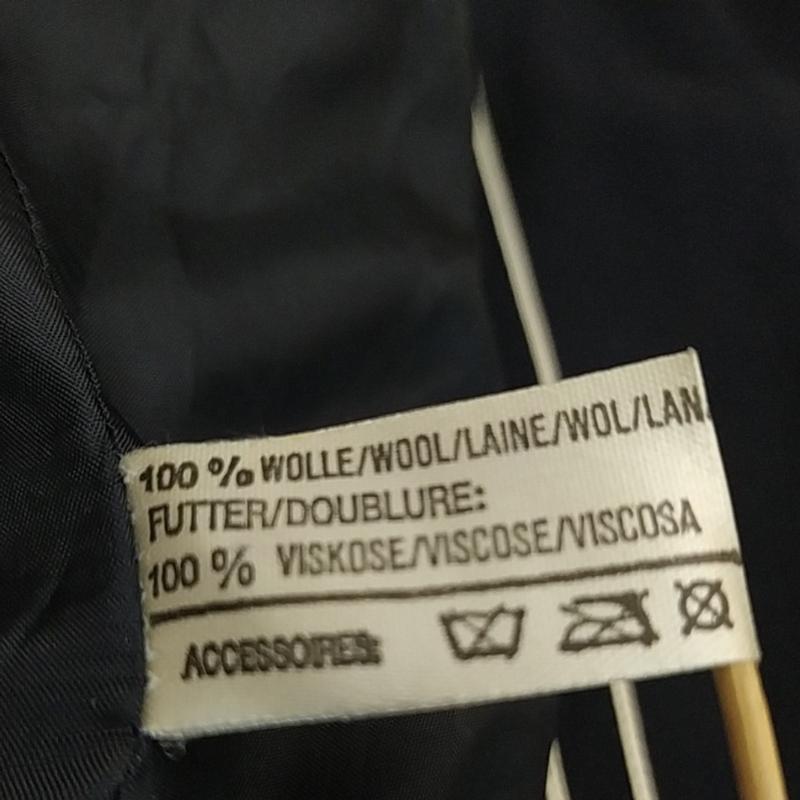 100 % WOLLE/WOOL/LAINE/WOL/LAN.
FUTTER/DOUBLURE:
100 % VISKOSE/VISCOSE/VISCOSA
ACCESSOIRES: